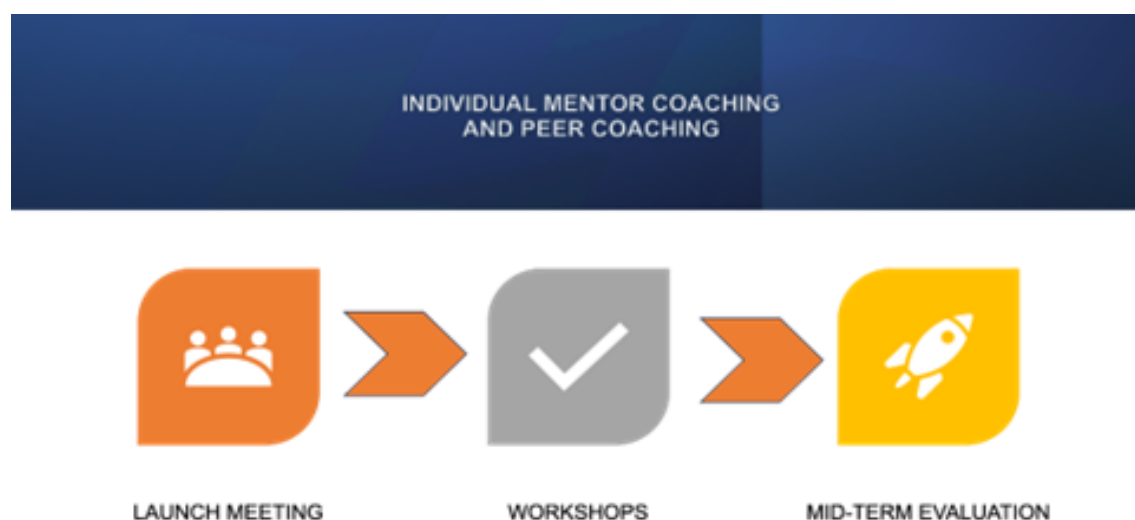 INDIVIDUAL MENTOR COACHING
AND PEER COACHING
LAUNCH MEETING
WORKSHOPS
MID-TERM EVALUATION